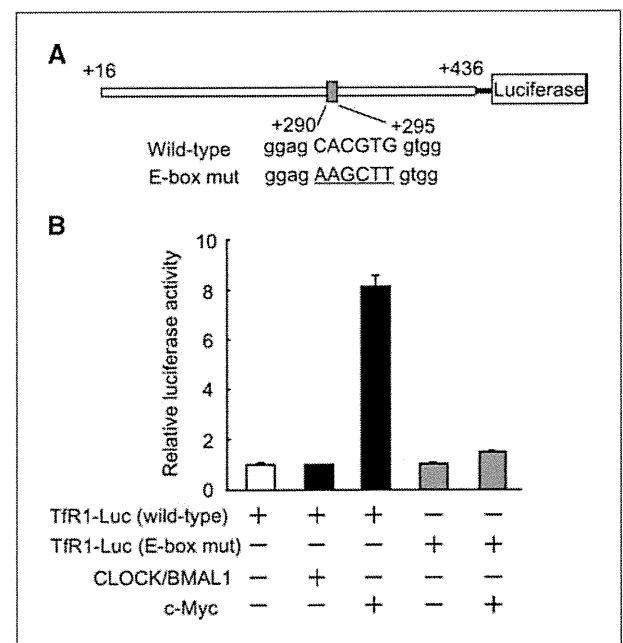 A
+16
+436
Luciferase
+290
+295
Wild-type ggag CACGTG gtgg
E-box mut ggag AAGCTT gtgg
B
Relative luciferase activity
10
8
6
4
2
0
TfR1-Luc (wild-type) + + + − −
TfR1-Luc (E-box mut) − − − + +
CLOCK/BMAL1 − + − − −
c-Myc − − + − +